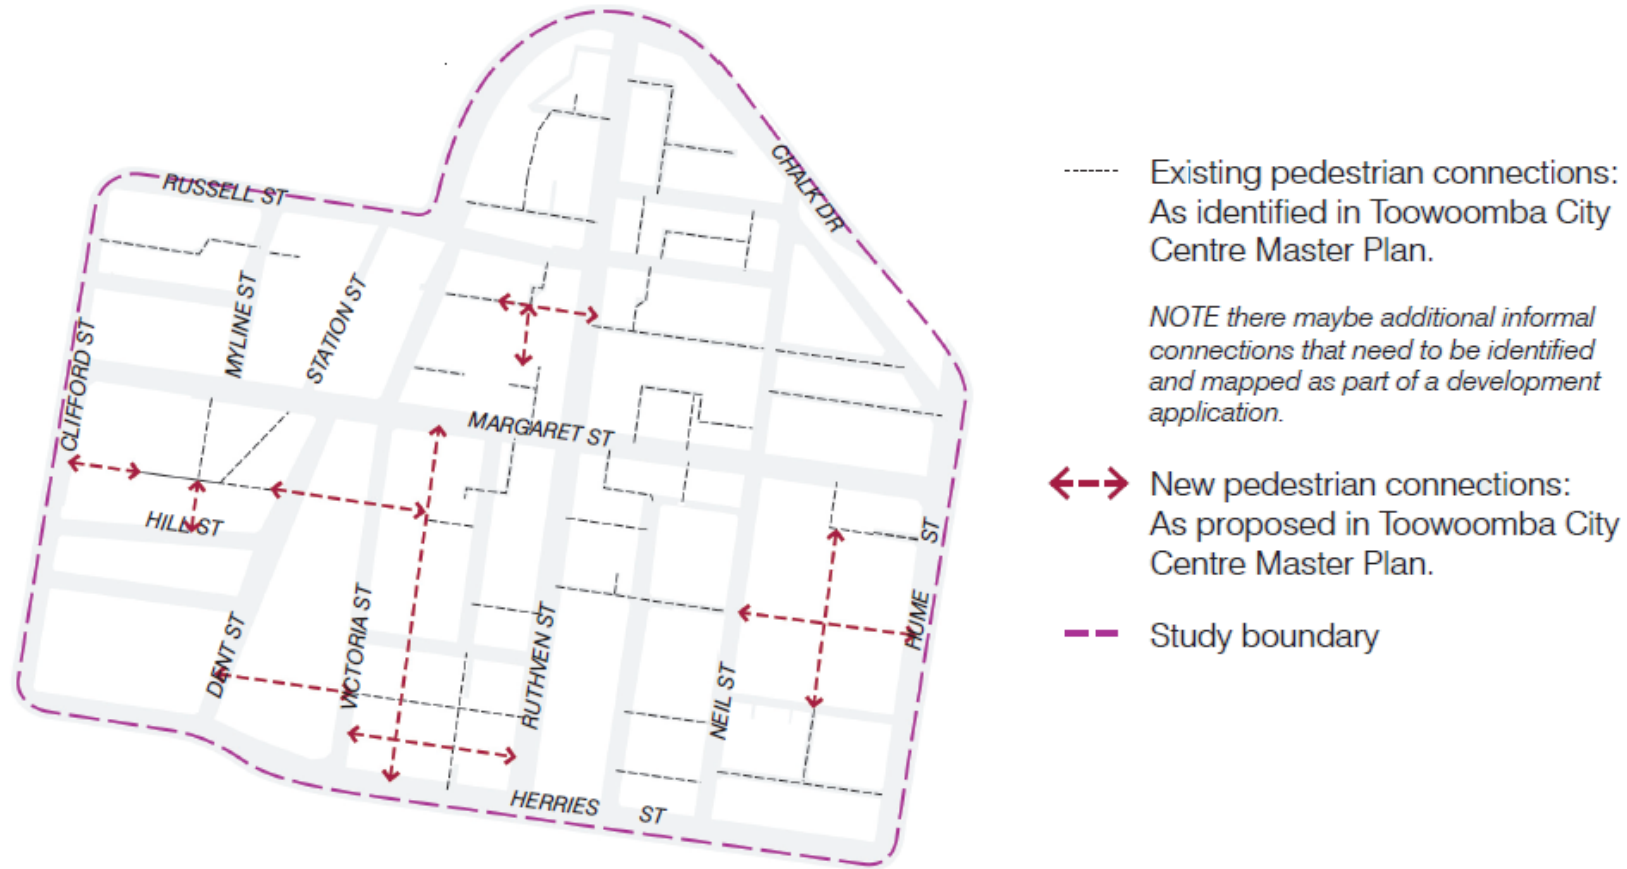 RUSSELL ST
CHALK DR
MYLINE ST
STATION ST
CLIFFORD ST
MARGARET ST
HILL ST
DENT ST
VICTORIA ST
RUTHVEN ST
NEIL ST
HUME ST
HERRIES ST
Existing pedestrian connections:
As identified in Toowoomba City
Centre Master Plan.
NOTE there maybe additional informal
connections that need to be identified
and mapped as part of a development
application.
New pedestrian connections:
As proposed in Toowoomba City
Centre Master Plan.
Study boundary